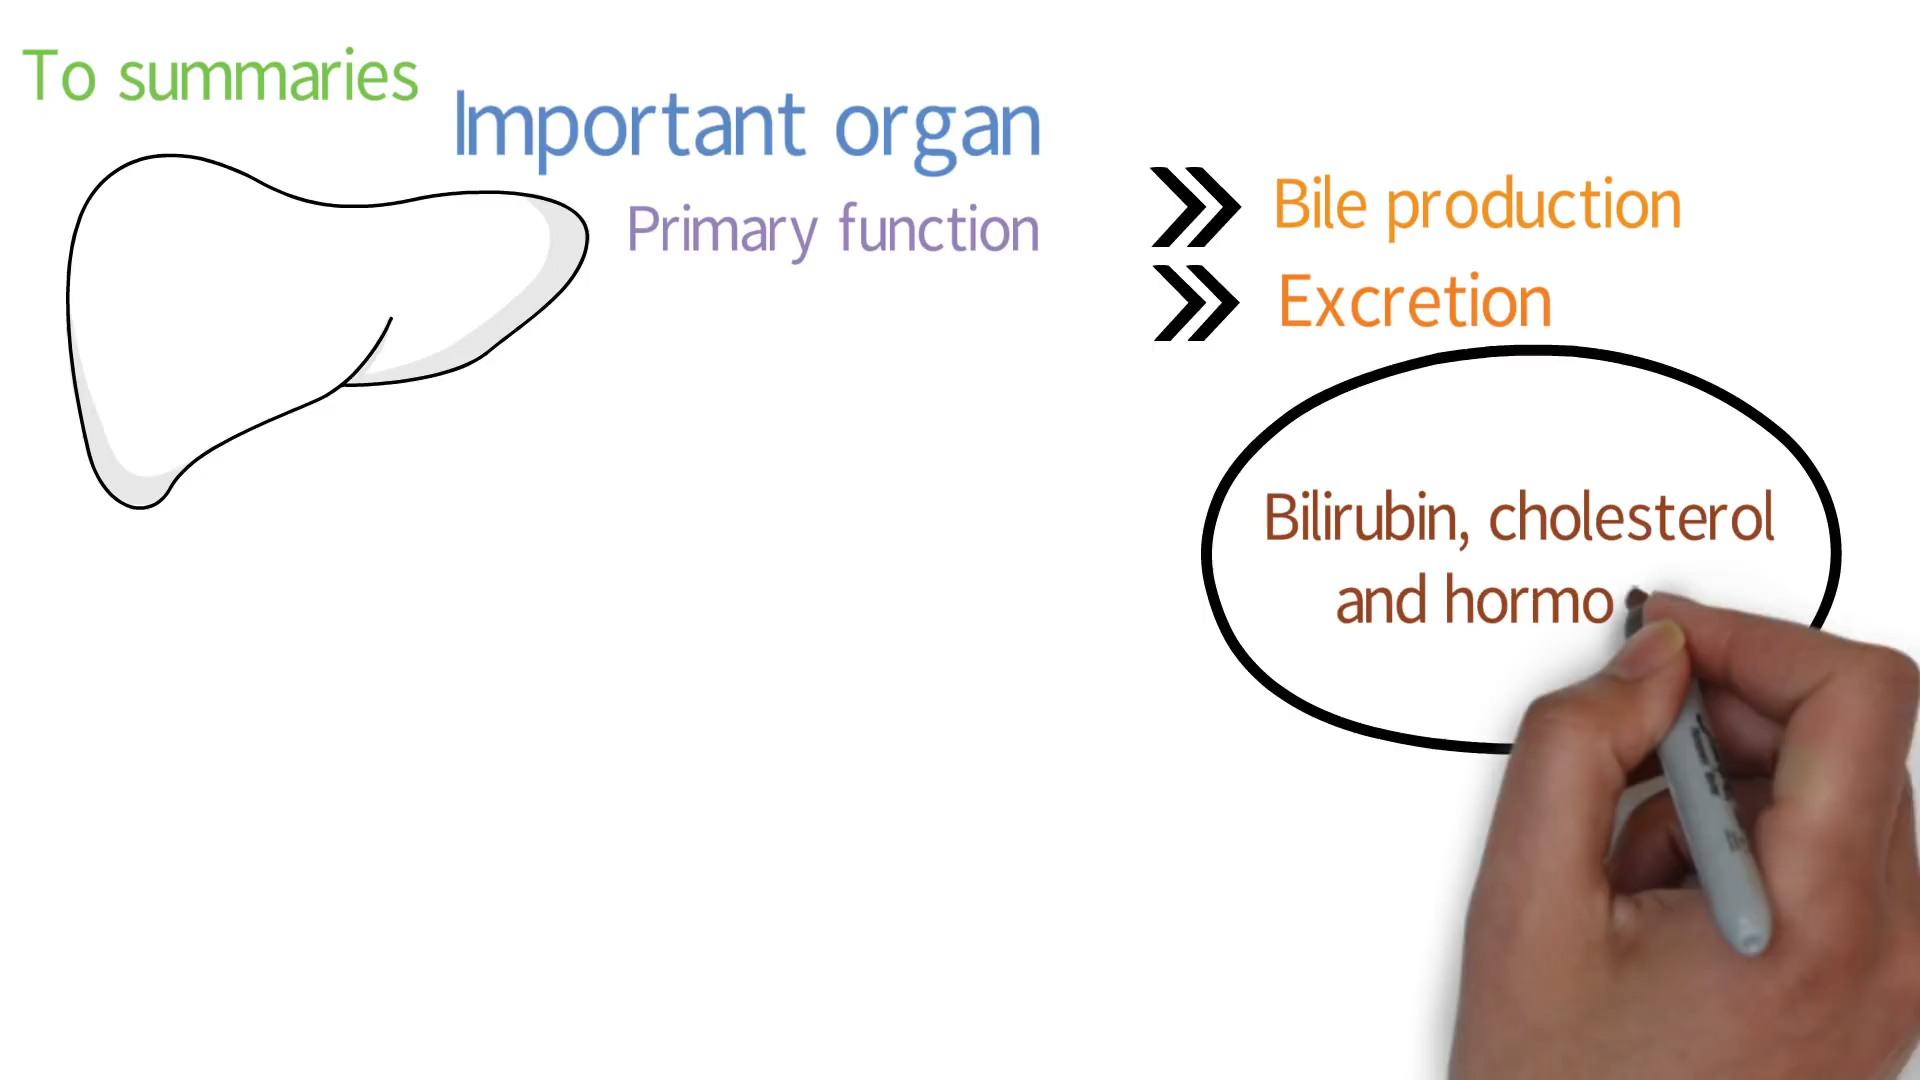 To summaries
Important organ
Primary function
Bile production
Excretion
Bilirubin, cholesterol
and hormo